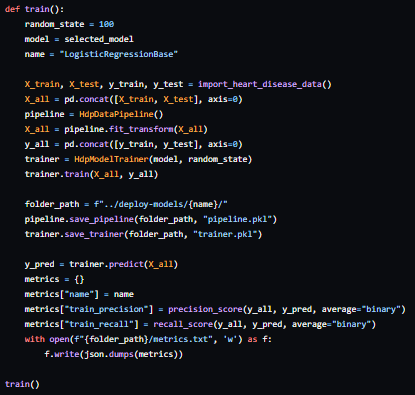 def train():
    random_state = 100
    model = selected_model
    name = "LogisticRegressionBase"

    X_train, X_test, y_train, y_test = import_heart_disease_data()
    X_all = pd.concat([X_train, X_test], axis=0)
    pipeline = HdpDataPipeline()
    X_all = pipeline.fit_transform(X_all)
    y_all = pd.concat([y_train, y_test], axis=0)
    trainer = HdpModelTrainer(model, random_state)
    trainer.train(X_all, y_all)

    folder_path = f"../deploy-models/{name}/"
    pipeline.save_pipeline(folder_path, "pipeline.pkl")
    trainer.save_trainer(folder_path, "trainer.pkl")

    y_pred = trainer.predict(X_all)
    metrics = {}
    metrics["name"] = name
    metrics["train_precision"] = precision_score(y_all, y_pred, average="binary")
    metrics["train_recall"] = recall_score(y_all, y_pred, average="binary")
    with open(f"{folder_path}/metrics.txt", 'w') as f:
        f.write(json.dumps(metrics))

train()